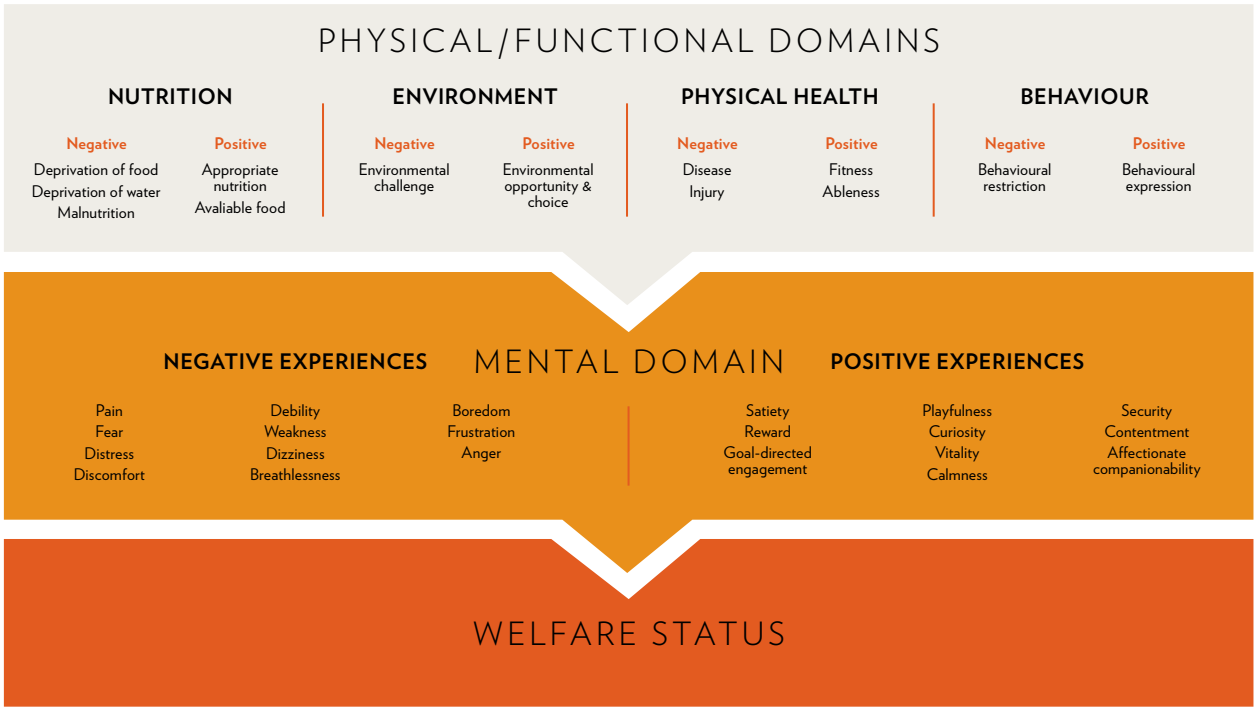 PHYSICAL/FUNCTIONAL DOMAINS
NUTRITION
Negative
Deprivation of food
Deprivation of water
Malnutrition
Positive
Appropriate
nutrition
Avaliable food
ENVIRONMENT
Negative
Environmental
challenge
Positive
Environmental
opportunity &
choice
PHYSICAL HEALTH
Negative
Disease
Injury
Positive
Fitness
Ableness
BEHAVIOUR
Negative
Behavioural
restriction
Positive
Behavioural
expression
MENTAL DOMAIN
NEGATIVE EXPERIENCES
Pain
Fear
Distress
Discomfort
Debility
Weakness
Dizziness
Breathlessness
Boredom
Frustration
Anger
POSITIVE EXPERIENCES
Satiety
Reward
Goal-directed
engagement
Playfulness
Curiosity
Vitality
Calmness
Security
Contentment
Affectionate
companionability
WELFARE STATUS